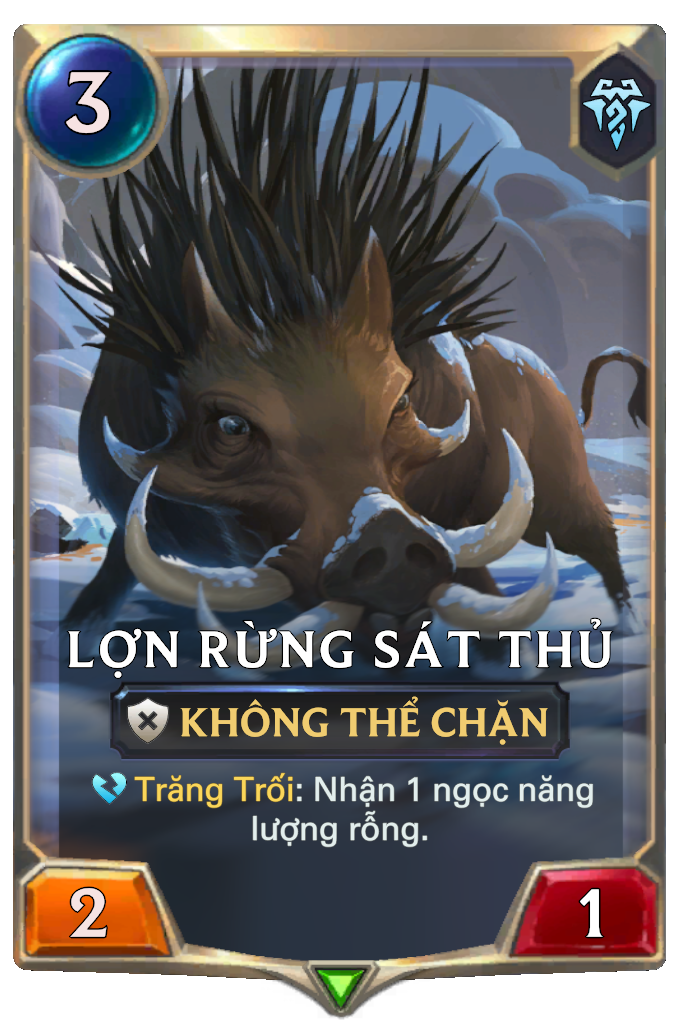 3
LỢN RỪNG SÁT THỦ
KHÔNG THỂ CHẶN
Trăng Trối: Nhận 1 ngọc năng
lượng rỗng.
2
1